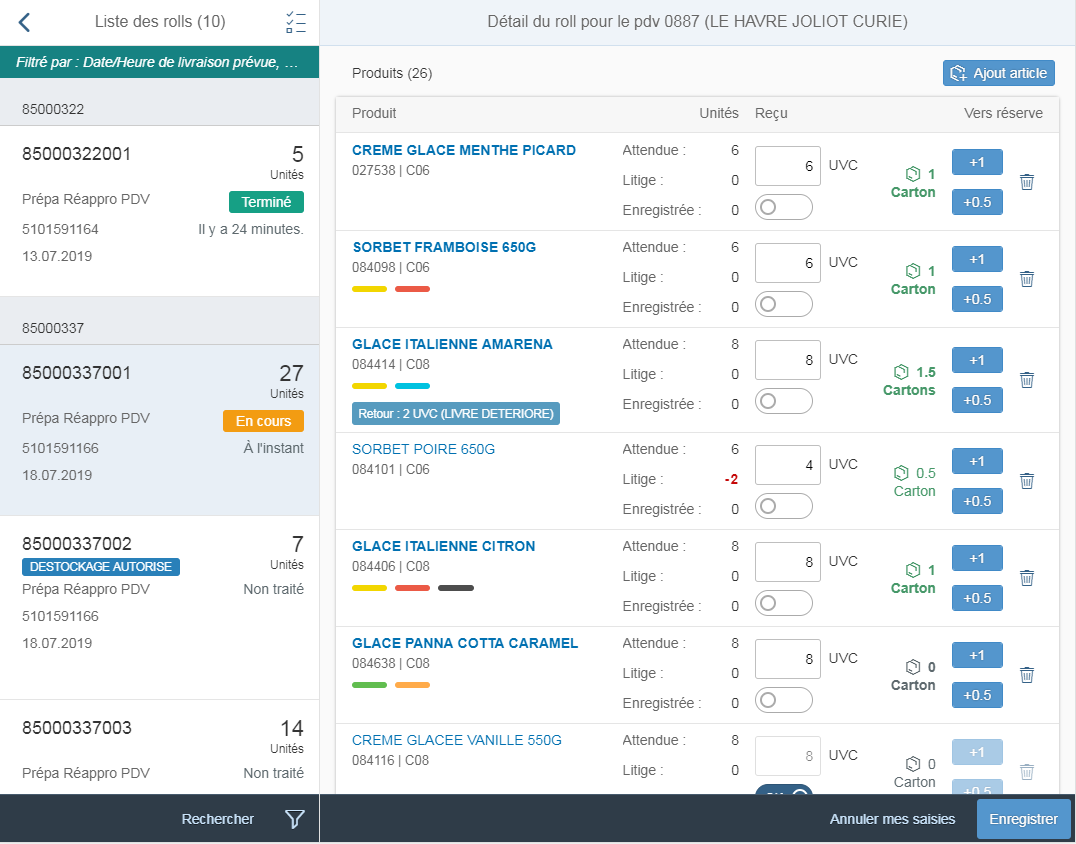 Liste des rolls (10)
Filtré par : Date/Heure de livraison prévue, ...
85000322
85000322001
5
Unités
Prépa Réappro PDV
Terminé
5101591164
Il y a 24 minutes.
13.07.2019
85000337
85000337001
27
Unités
Prépa Réappro PDV
En cours
5101591166
À l'instant
18.07.2019
85000337002
7
DESTOCKAGE AUTORISE
Unités
Prépa Réappro PDV
Non traité
5101591166
18.07.2019
85000337003
14
Unités
Prépa Réappro PDV
Non traité
Rechercher
Détail du roll pour le pdv 0887 (LE HAVRE JOLIOT CURIE)
Produits (26)
Ajout article
Produit
Unités
Reçu
Vers réserve
CREME GLACE MENTHE PICARD
027538 | C06
Attendue : 6
Litige : 0
Enregistrée : 0
6 UVC
1
Carton
+1
+0.5
SORBET FRAMBOISE 650G
084098 | C06
Attendue : 6
Litige : 0
Enregistrée : 0
6 UVC
1
Carton
+1
+0.5
GLACE ITALIENNE AMARENA
084414 | C08
Retour : 2 UVC (LIVRE DETERIORE)
Attendue : 8
Litige : 0
Enregistrée : 0
8 UVC
1.5
Cartons
+1
+0.5
SORBET POIRE 650G
084101 | C06
Attendue : 6
Litige : -2
Enregistrée : 0
4 UVC
0.5
Carton
+1
+0.5
GLACE ITALIENNE CITRON
084406 | C08
Attendue : 8
Litige : 0
Enregistrée : 0
8 UVC
1
Carton
+1
+0.5
GLACE PANNA COTTA CARAMEL
084638 | C08
Attendue : 8
Litige : 0
Enregistrée : 0
8 UVC
0
Carton
+1
+0.5
CREME GLACEE VANILLE 550G
084116 | C08
Attendue : 8
Litige : 0
8 UVC
0
Carton
+1
+0.5
Annuler mes saisies
Enregistrer